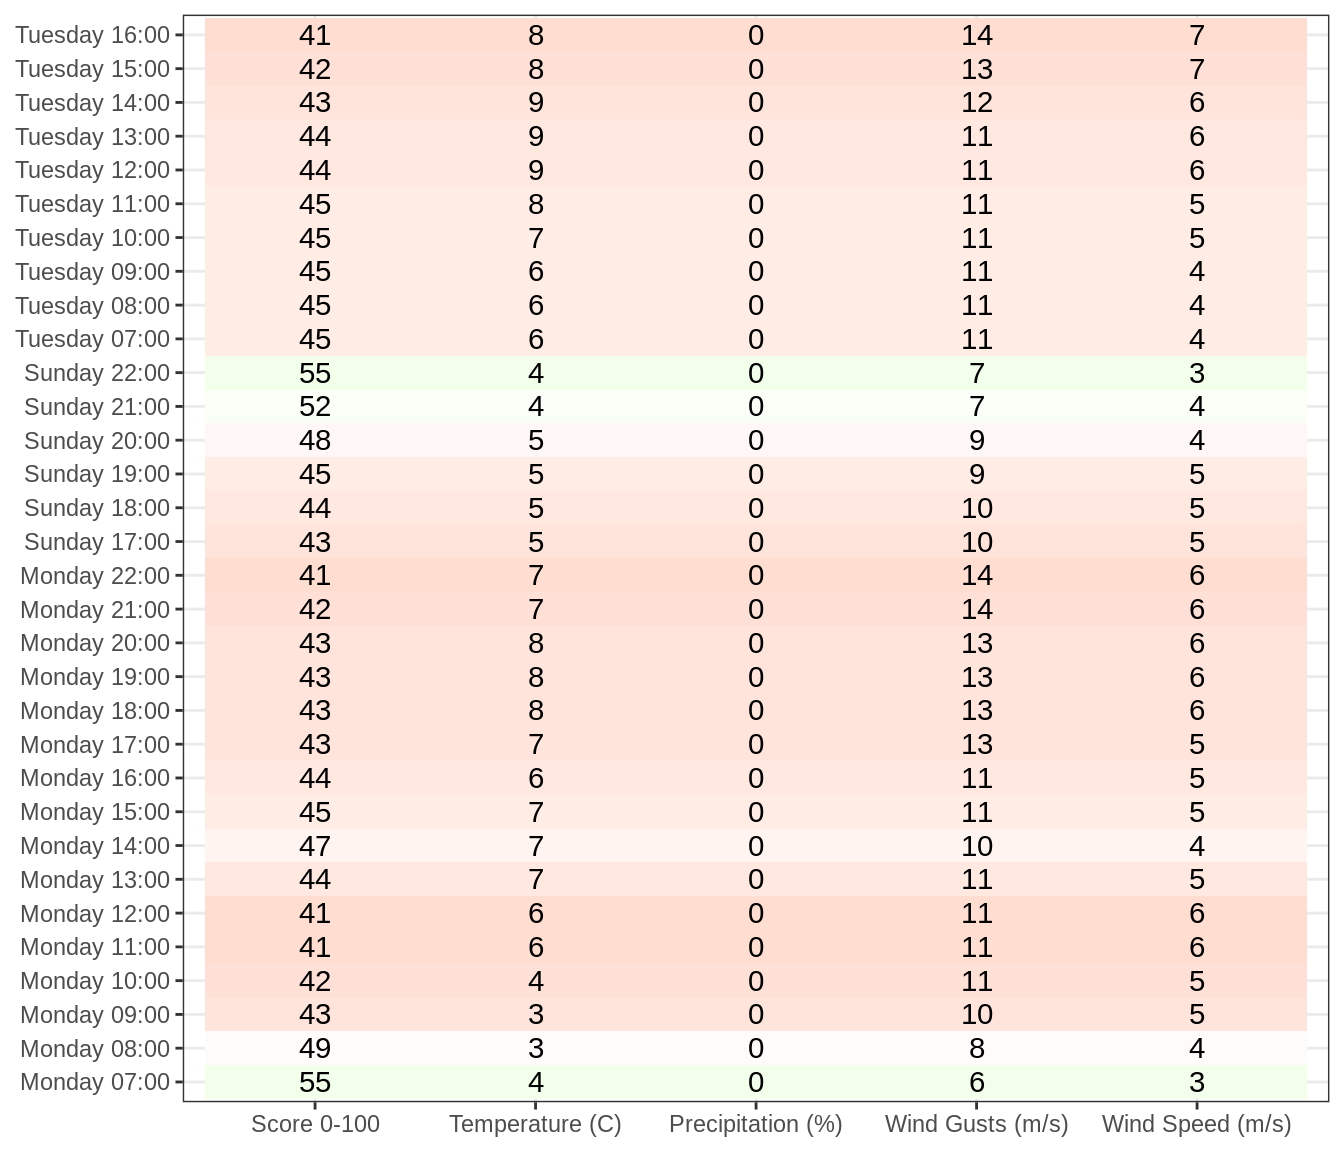 Tuesday 16:00 41 8 0 14 7
Tuesday 15:00 42 8 0 13 7
Tuesday 14:00 43 9 0 12 6
Tuesday 13:00 44 9 0 11 6
Tuesday 12:00 44 9 0 11 6
Tuesday 11:00 45 8 0 11 5
Tuesday 10:00 45 7 0 11 5
Tuesday 09:00 45 6 0 11 4
Tuesday 08:00 45 6 0 11 4
Tuesday 07:00 45 6 0 11 4
Sunday 22:00 55 4 0 7 3
Sunday 21:00 52 4 0 7 4
Sunday 20:00 48 5 0 9 4
Sunday 19:00 45 5 0 9 5
Sunday 18:00 44 5 0 10 5
Sunday 17:00 43 5 0 10 5
Monday 22:00 41 7 0 14 6
Monday 21:00 42 7 0 14 6
Monday 20:00 43 8 0 13 6
Monday 19:00 43 8 0 13 6
Monday 18:00 43 8 0 13 6
Monday 17:00 43 7 0 13 5
Monday 16:00 44 6 0 11 5
Monday 15:00 45 7 0 11 5
Monday 14:00 47 7 0 10 4
Monday 13:00 44 7 0 11 5
Monday 12:00 41 6 0 11 6
Monday 11:00 41 6 0 11 6
Monday 10:00 42 4 0 11 5
Monday 09:00 43 3 0 10 5
Monday 08:00 49 3 0 8 4
Monday 07:00 55 4 0 6 3
Score 0-100 Temperature (C) Precipitation (%) Wind Gusts (m/s) Wind Speed (m/s)